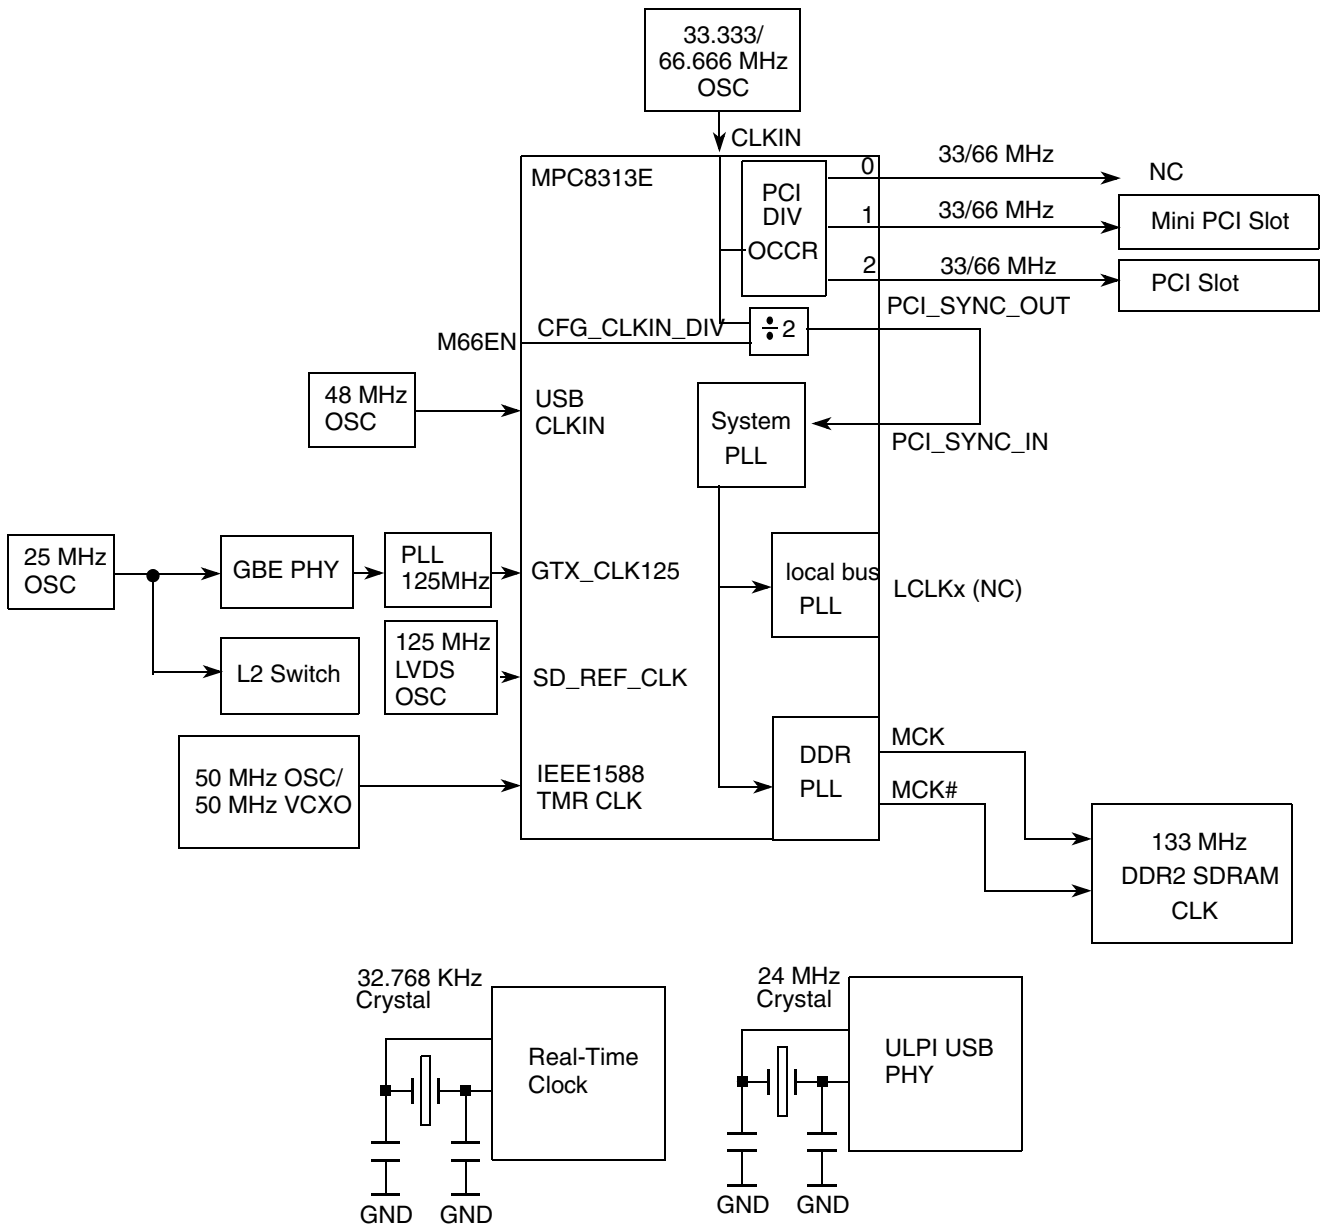 33.333/
66.666 MHz
OSC
CLKIN
MPC8313E
PCI
DIV
OCCR
0
33/66 MHz
NC
1
33/66 MHz
Mini PCI Slot
2
33/66 MHz
PCI Slot
PCI_SYNC_OUT
M66EN
CFG_CLKIN_DIV
÷2
48 MHz
OSC
USB
CLKIN
System
PLL
PCI_SYNC_IN
25 MHz
OSC
GBE PHY
PLL
125MHz
GTX_CLK125
local bus
PLL
LCLKx (NC)
L2 Switch
125 MHz
LVDS
OSC
SD_REF_CLK
50 MHz OSC/
50 MHz VCXO
IEEE1588
TMR CLK
DDR
PLL
MCK
MCK#
133 MHz
DDR2 SDRAM
CLK
32.768 KHz
Crystal
Real-Time
Clock
GND
GND
24 MHz
Crystal
ULPI USB
PHY
GND
GND